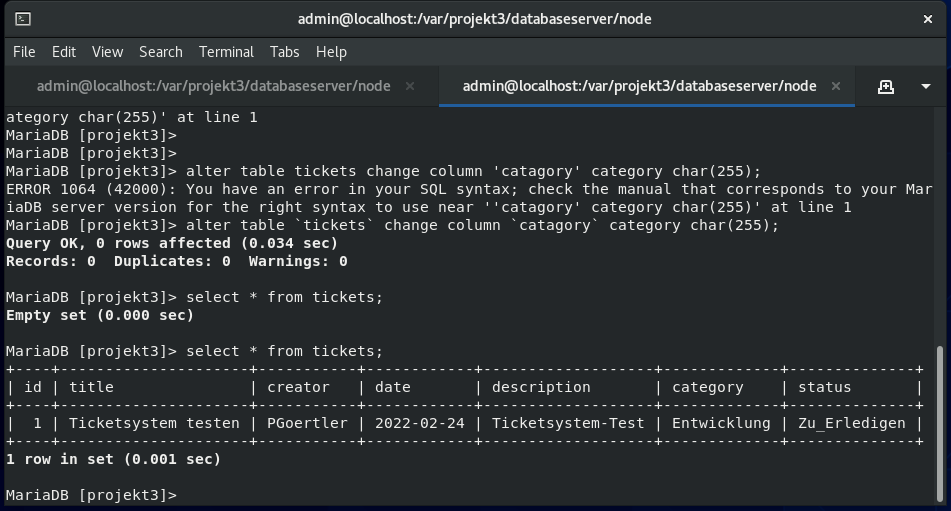 admin@localhost:/var/projekt3/databaseserver/node
File Edit View Search Terminal Tabs Help
admin@localhost:/var/projekt3/databaseserver/node × admin@localhost:/var/projekt3/databaseserver/node ×
ategory char(255)' at line 1
MariaDB [projekt3]>
MariaDB [projekt3]>
MariaDB [projekt3]> alter table tickets change column 'catagory' category char(255);
ERROR 1064 (42000): You have an error in your SQL syntax; check the manual that corresponds to your Mar
iaDB server version for the right syntax to use near ''catagory' category char(255)' at line 1
MariaDB [projekt3]> alter table `tickets` change column `catagory` category char(255);
Query OK, 0 rows affected (0.034 sec)
Records: 0  Duplicates: 0  Warnings: 0
MariaDB [projekt3]> select * from tickets;
Empty set (0.000 sec)
MariaDB [projekt3]> select * from tickets;
+----+---------------------+-----------+------------+-------------------+-------------+--------------+
| id | title               | creator   | date       | description       | category    | status       |
+----+---------------------+-----------+------------+-------------------+-------------+--------------+
|  1 | Ticketsystem testen | PGoertler | 2022-02-24 | Ticketsystem-Test | Entwicklung | Zu_Erledigen |
+----+---------------------+-----------+------------+-------------------+-------------+--------------+
1 row in set (0.001 sec)
MariaDB [projekt3]>